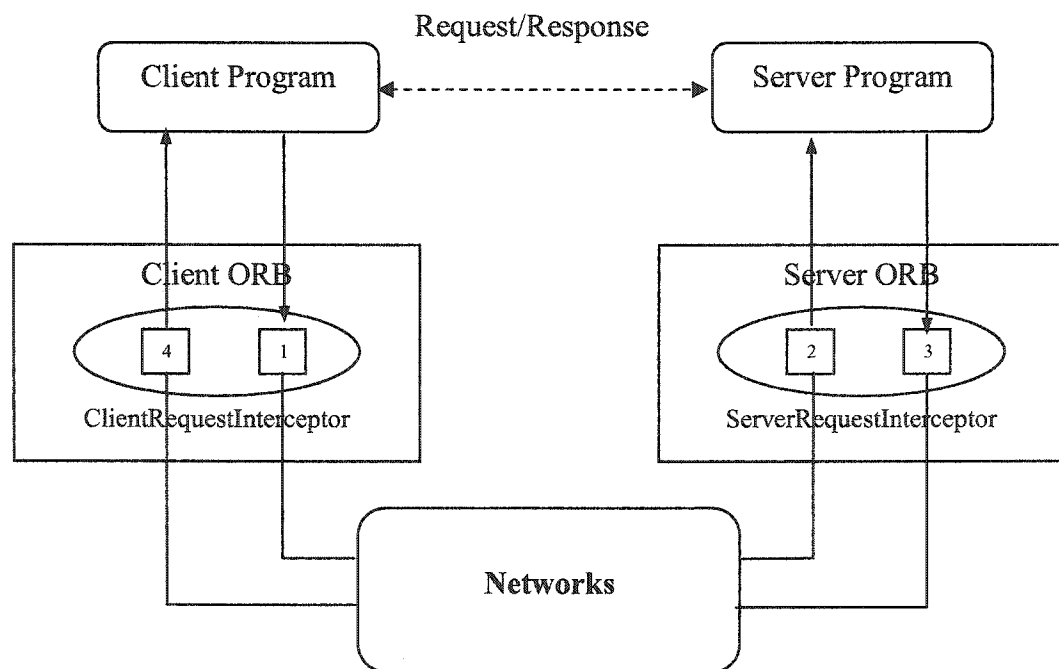 Request/Response
Client Program
Server Program
Client ORB
Server ORB
4
1
2
3
ClientRequestInterceptor
ServerRequestInterceptor
Networks